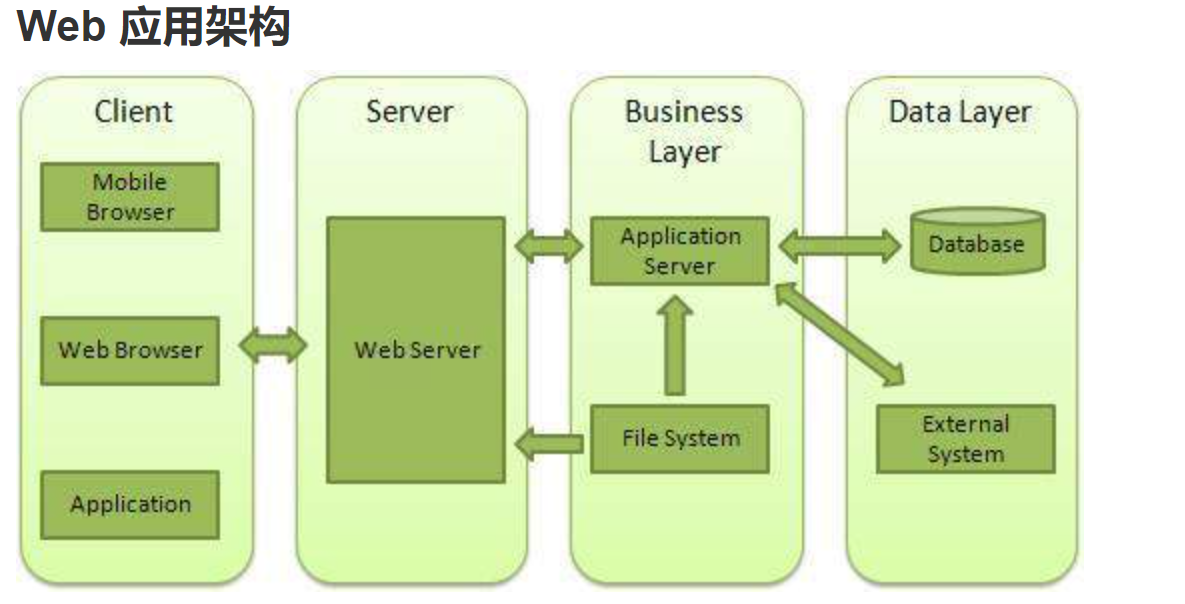 Web 应用架构
Client
Mobile
Browser
Web Browser
Application
Server
Web Server
Business
Layer
Application
Server
File System
Data Layer
Database
External
System